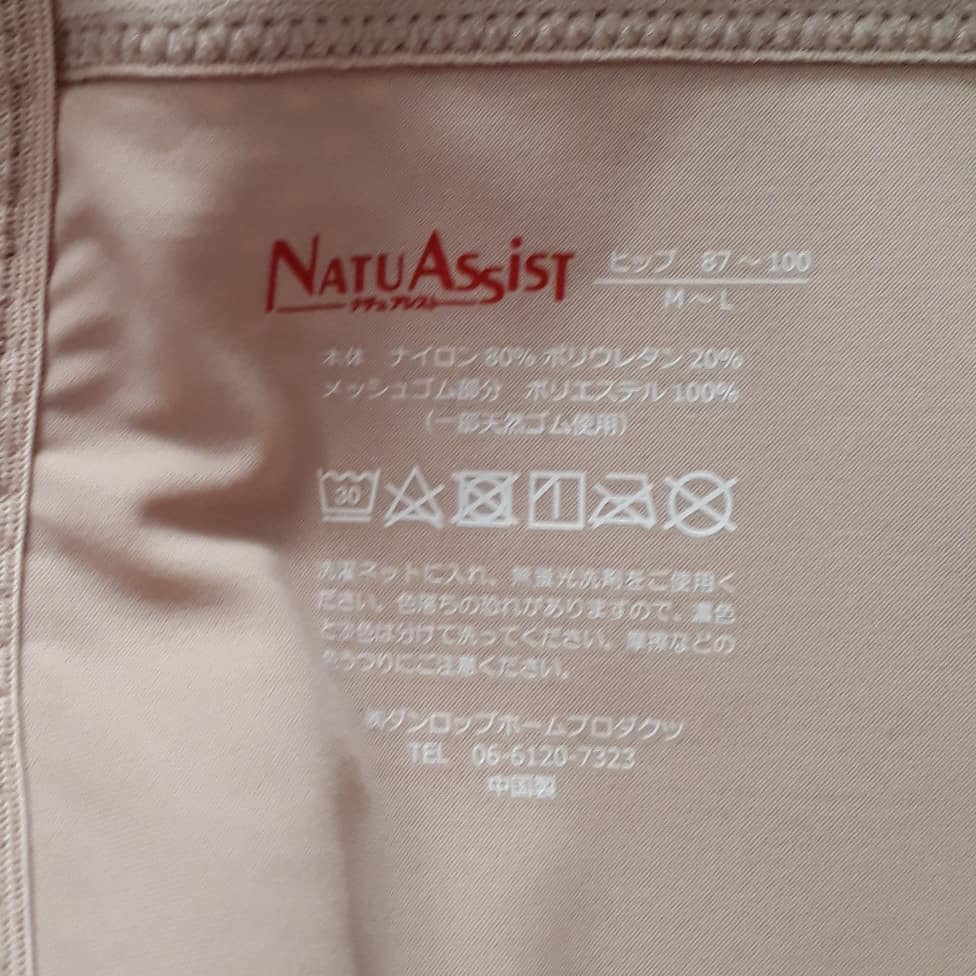 NATUASSIST
ナチュアシスト
ヒップ 87～100
M～L
本体 ナイロン 80% ポリウレタン 20%
メッシュゴム部分 ポリエステル 100%
(一部天然ゴム使用)
30
洗濯ネットに入れ、無蛍光洗剤をご使用く
ださい。色落ちの恐れがありますので、濃色
と淡色は分けて洗ってください。摩擦などの
色うつりにご注意ください。
㈱ダンロップホームプロダクツ
TEL 06-6120-7323
中国製